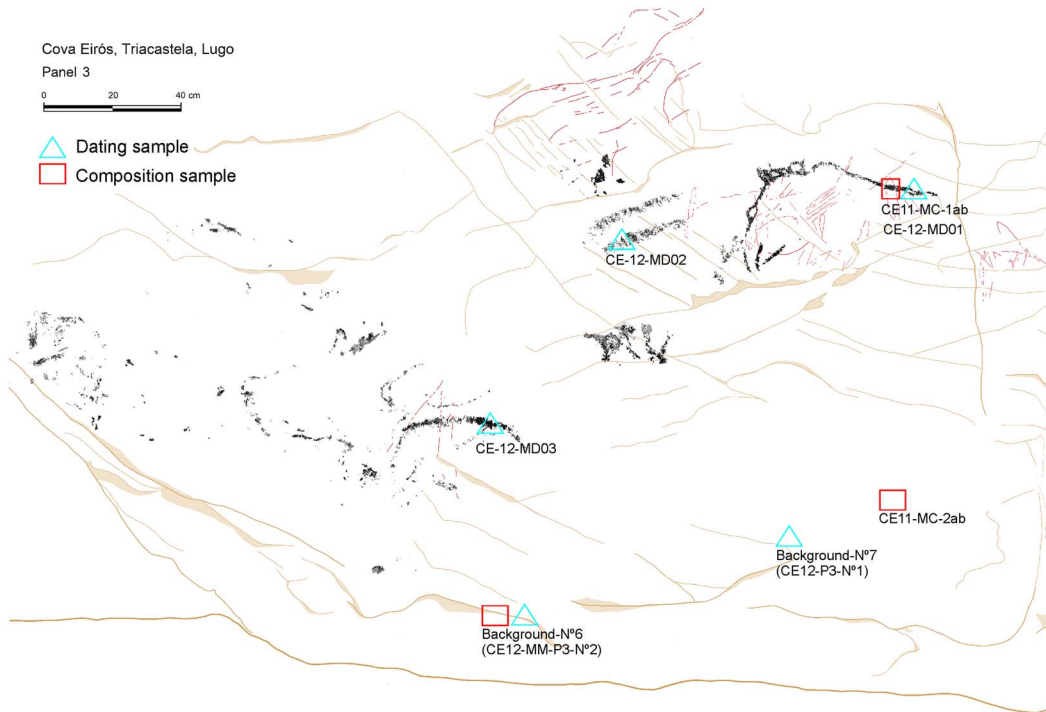 Cova Eirós, Triacastela, Lugo
Panel 3
0 20 40 cm
Dating sample
Composition sample
CE11-MC-1ab
CE-12-MD01
CE-12-MD02
CE-12-MD03
CE11-MC-2ab
Background-Nº7
(CE12-P3-Nº1)
Background-Nº6
(CE12-MM-P3-Nº2)